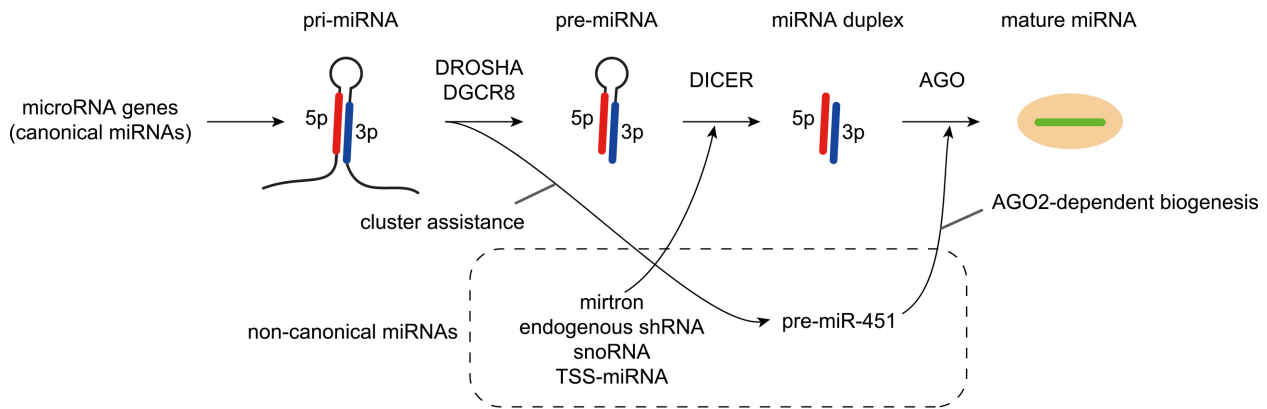 pri-miRNA
pre-miRNA
miRNA duplex
mature miRNA
DROSHA
DGCR8
DICER
AGO
microRNA genes
(canonical miRNAs)
5p
3p
5p
3p
5p
3p
cluster assistance
AGO2-dependent biogenesis
non-canonical miRNAs
mirtron
endogenous shRNA
snoRNA
TSS-miRNA
pre-miR-451